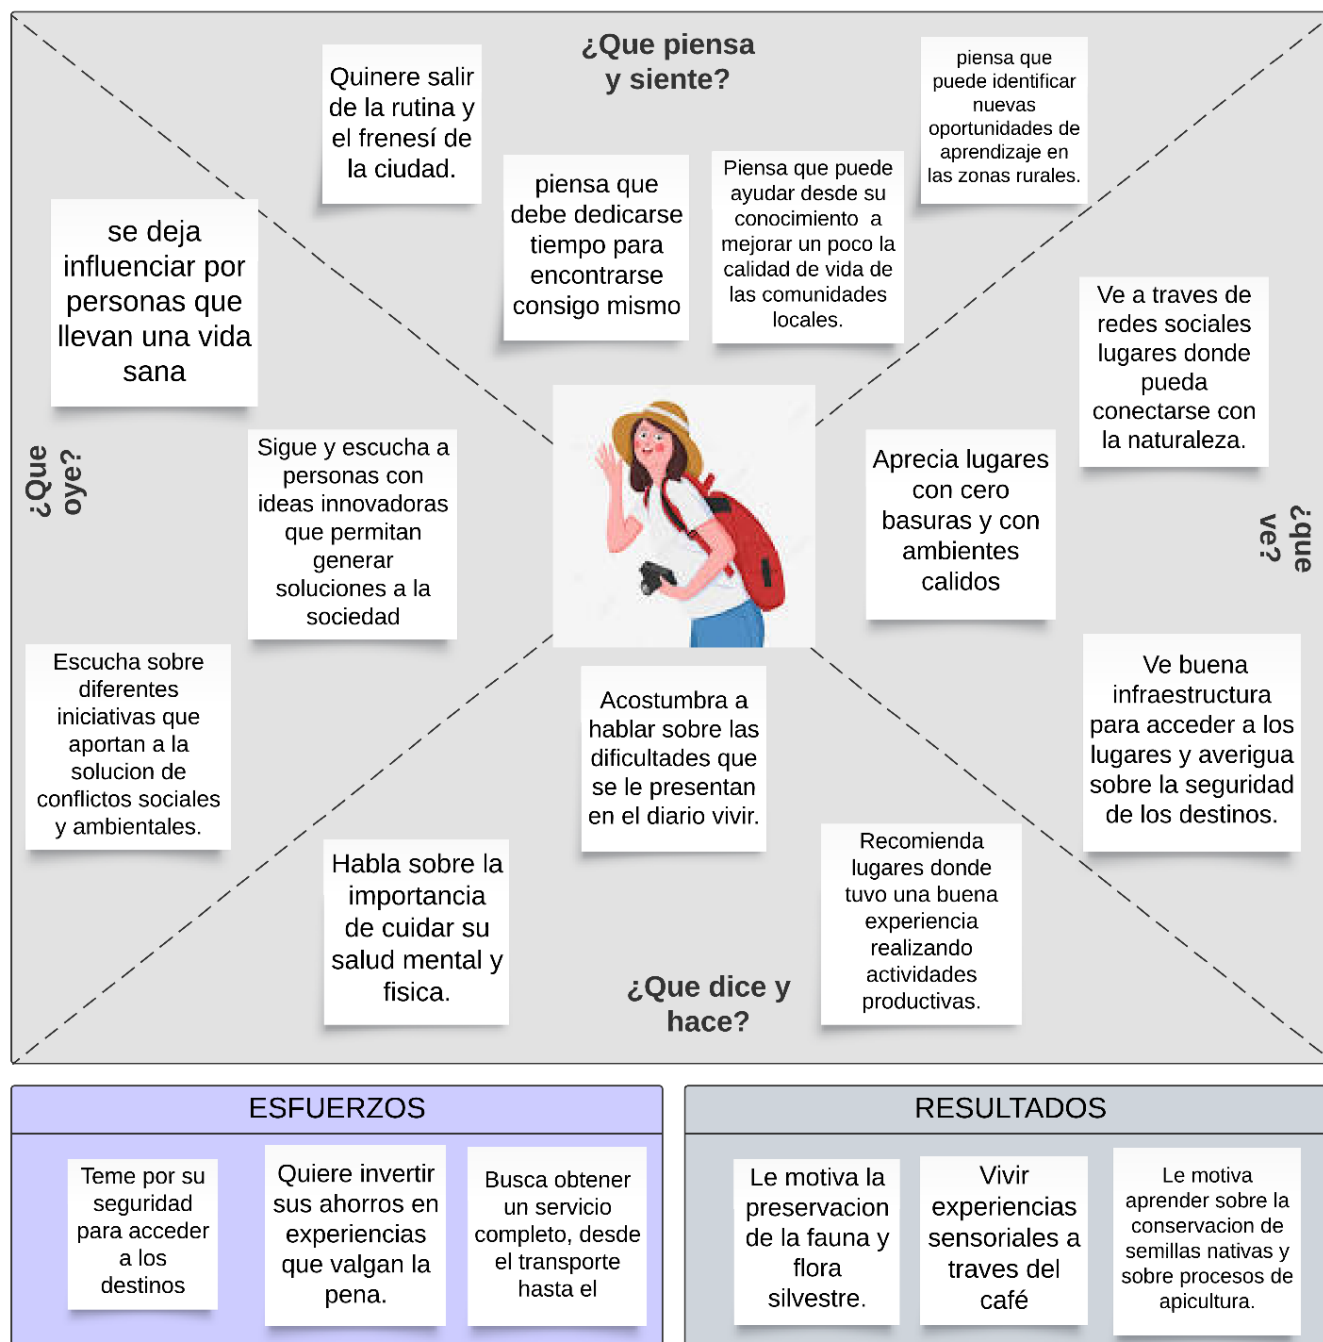 ¿Que piensa
y siente?
Quinere salir
de la rutina y
el frenesí de
la ciudad.
piensa que
debe dedicarse
tiempo para
encontrarse
consigo mismo
Piensa que puede
ayudar desde su
conocimiento a
mejorar un poco la
calidad de vida de
las comunidades
locales.
piensa que
puede identificar
nuevas
oportunidades de
aprendizaje en
las zonas rurales.
¿Que
oye?
se deja
influenciar por
personas que
llevan una vida
sana
Sigue y escucha a
personas con
ideas innovadoras
que permitan
generar
soluciones a la
sociedad
Escucha sobre
diferentes
iniciativas que
aportan a la
solucion de
conflictos sociales
y ambientales.
¿que
ve?
Ve a traves de
redes sociales
lugares donde
pueda
conectarse con
la naturaleza.
Aprecia lugares
con cero
basuras y con
ambientes
calidos
Ve buena
infraestructura
para acceder a los
lugares y averigua
sobre la seguridad
de los destinos.
Acostumbra a
hablar sobre las
dificultades que
se le presentan
en el diario vivir.
Habla sobre la
importancia
de cuidar su
salud mental y
fisica.
Recomienda
lugares donde
tuvo una buena
experiencia
realizando
actividades
productivas.
¿Que dice y
hace?
ESFUERZOS
Teme por su
seguridad
para acceder
a los
destinos
Quiere invertir
sus ahorros en
experiencias
que valgan la
pena.
Busca obtener
un servicio
completo, desde
el transporte
hasta el
RESULTADOS
Le motiva la
preservacion
de la fauna y
flora
silvestre.
Vivir
experiencias
sensoriales a
traves del
café
Le motiva
aprender sobre la
conservacion de
semillas nativas y
sobre procesos de
apicultura.